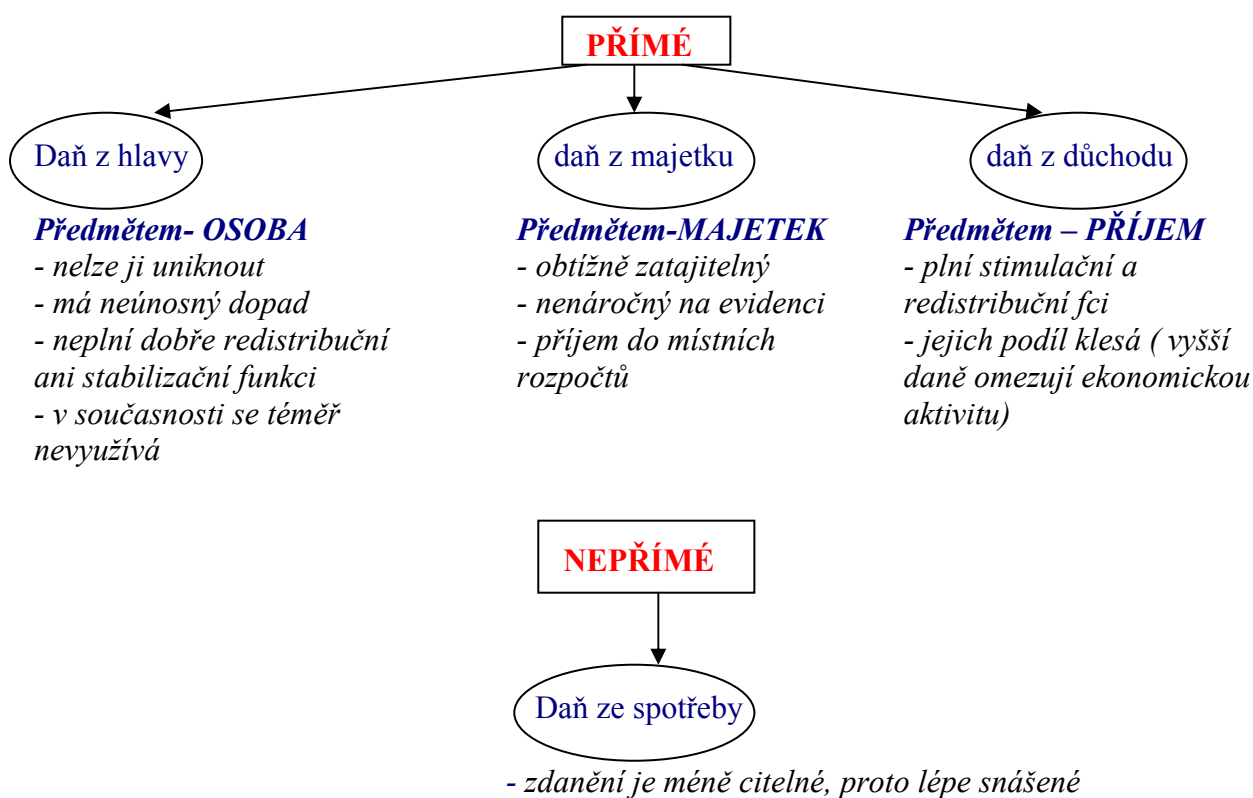 PŘÍMÉ
Daň z hlavy
daň z majetku
daň z důchodu
Předmětem- OSOBA
- nelze ji uniknout
- má neúnosný dopad
- neplní dobře redistribuční
ani stabilizační funkci
- v současnosti se téměř
nevyužívá
Předmětem-MAJETEK
- obtížně zatajitelný
- nenáročný na evidenci
- příjem do místních
rozpočtů
Předmětem – PŘÍJEM
- plní stimulační a
redistribuční fci
- jejich podíl klesá ( vyšší
daně omezují ekonomickou
aktivitu)
NEPŘÍMÉ
Daň ze spotřeby
- zdanění je méně citelné, proto lépe snášené